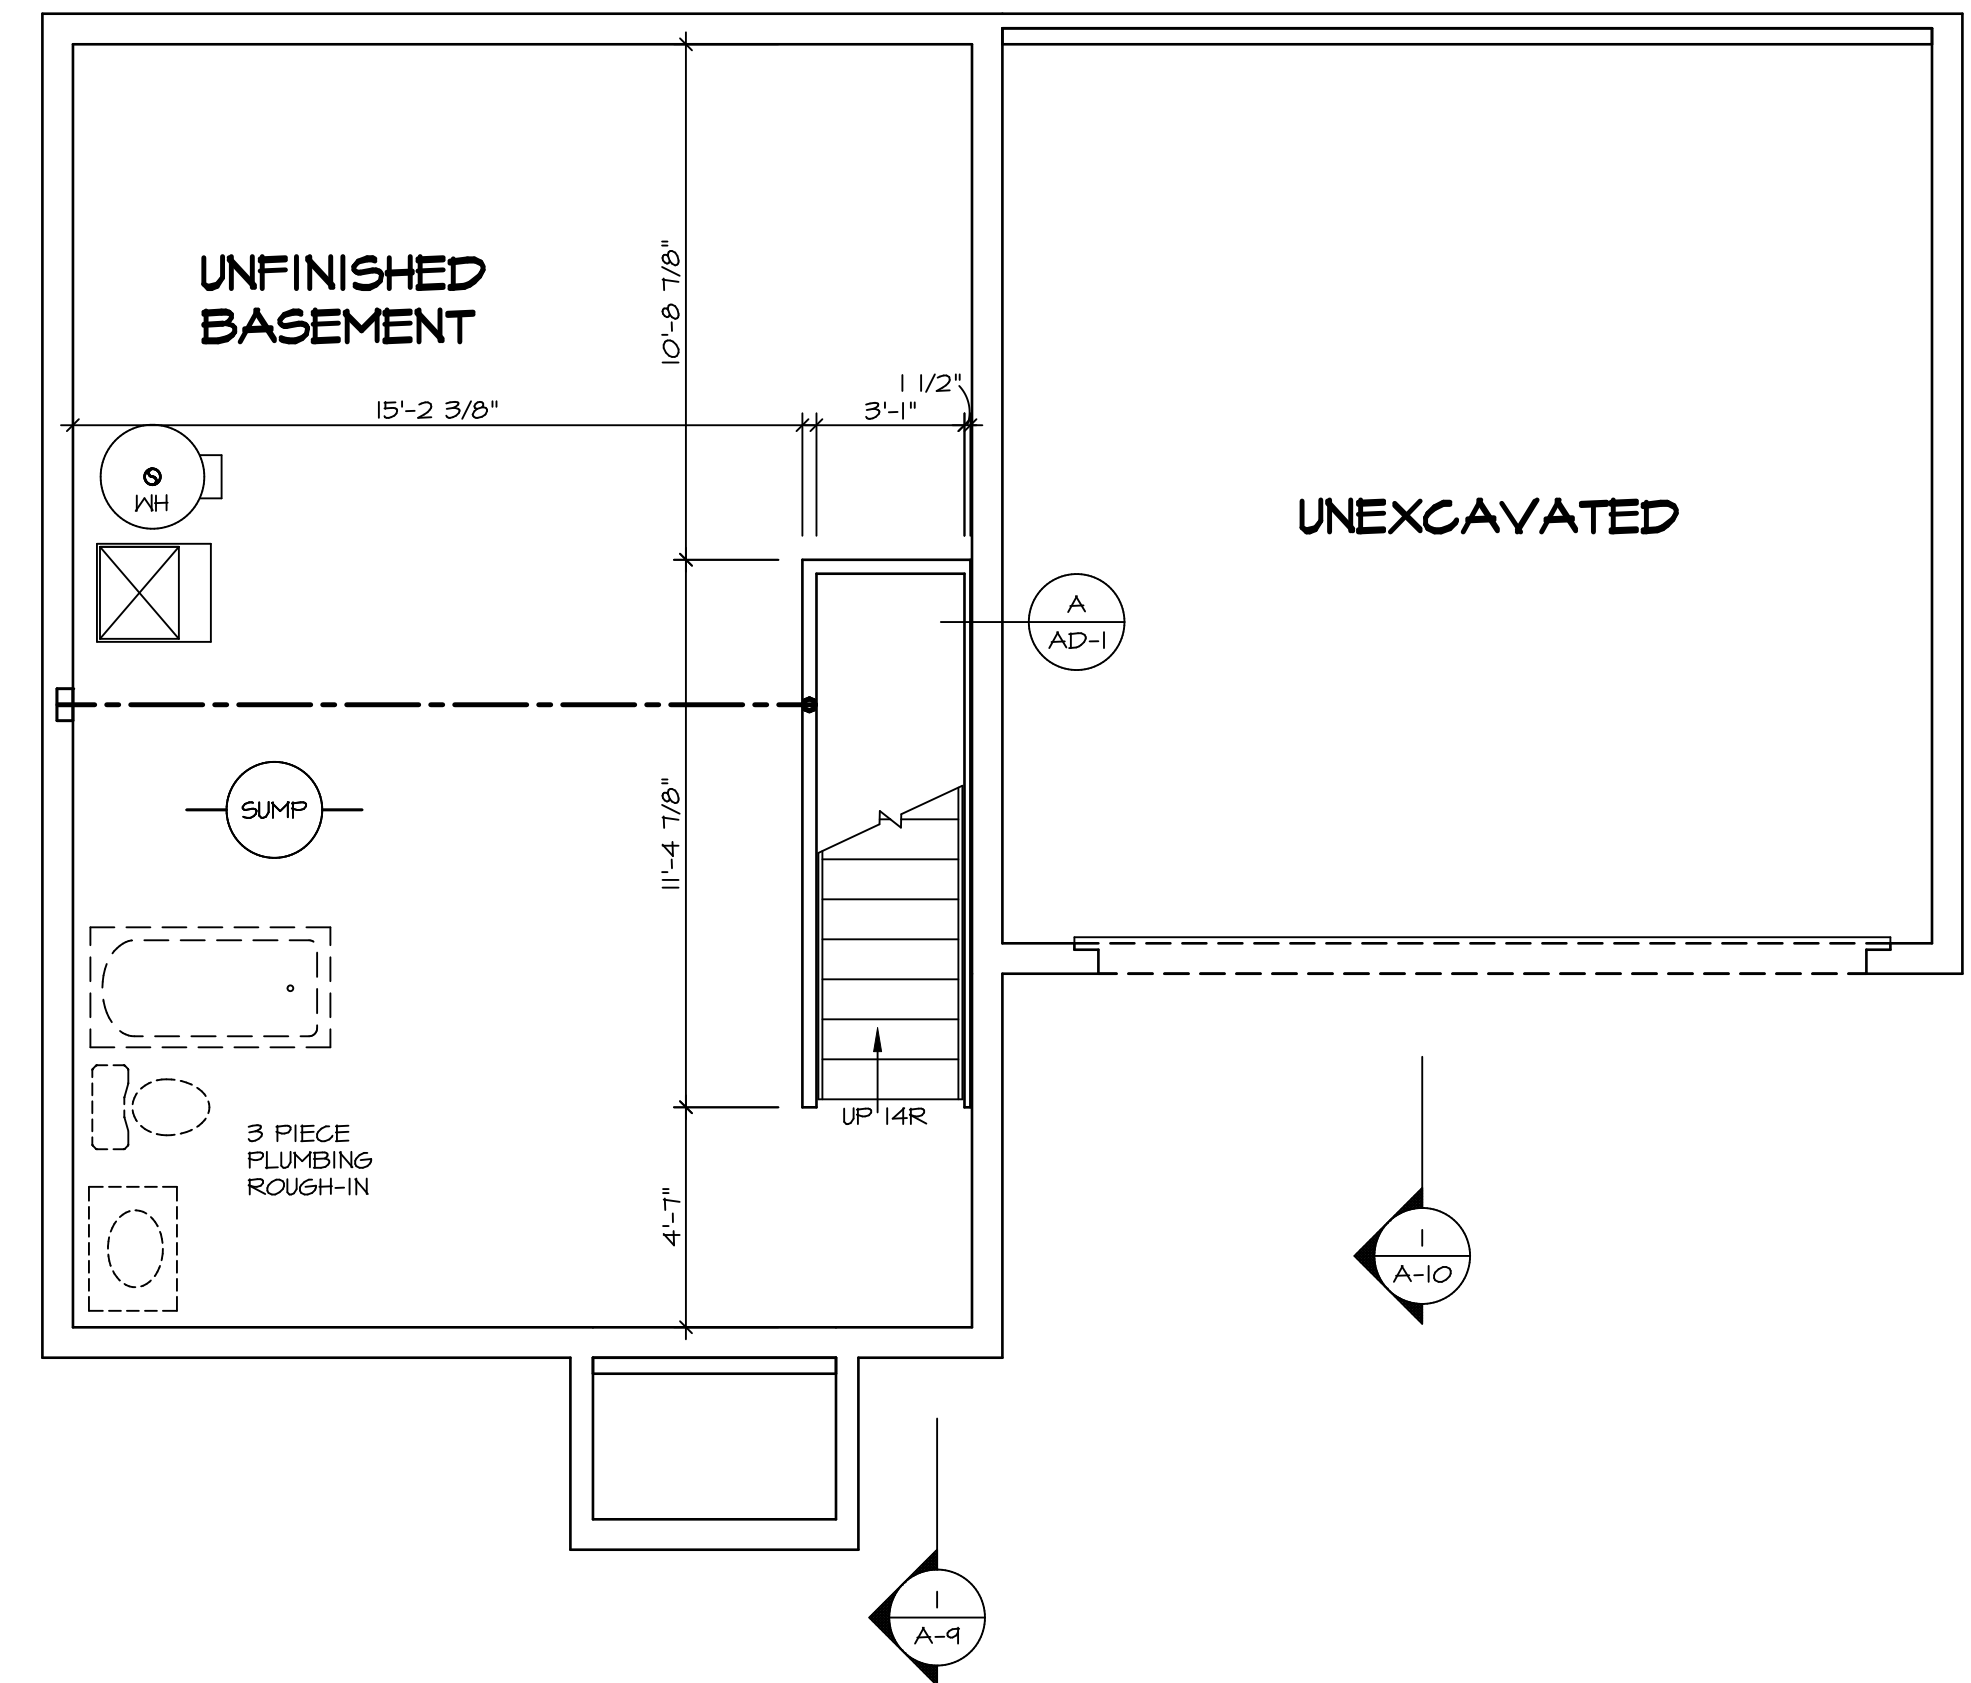 UNFINISHED
BASEMENT
10'-8 7/8"
1 1/2"
15'-2 3/8"
3'-1"
WH
UNEXCAVATED
A
AD-1
SUMP
11'-4 7/8"
UP 14R
3 PIECE
PLUMBING
ROUGH-IN
4'-7"
1
A-10
1
A-9